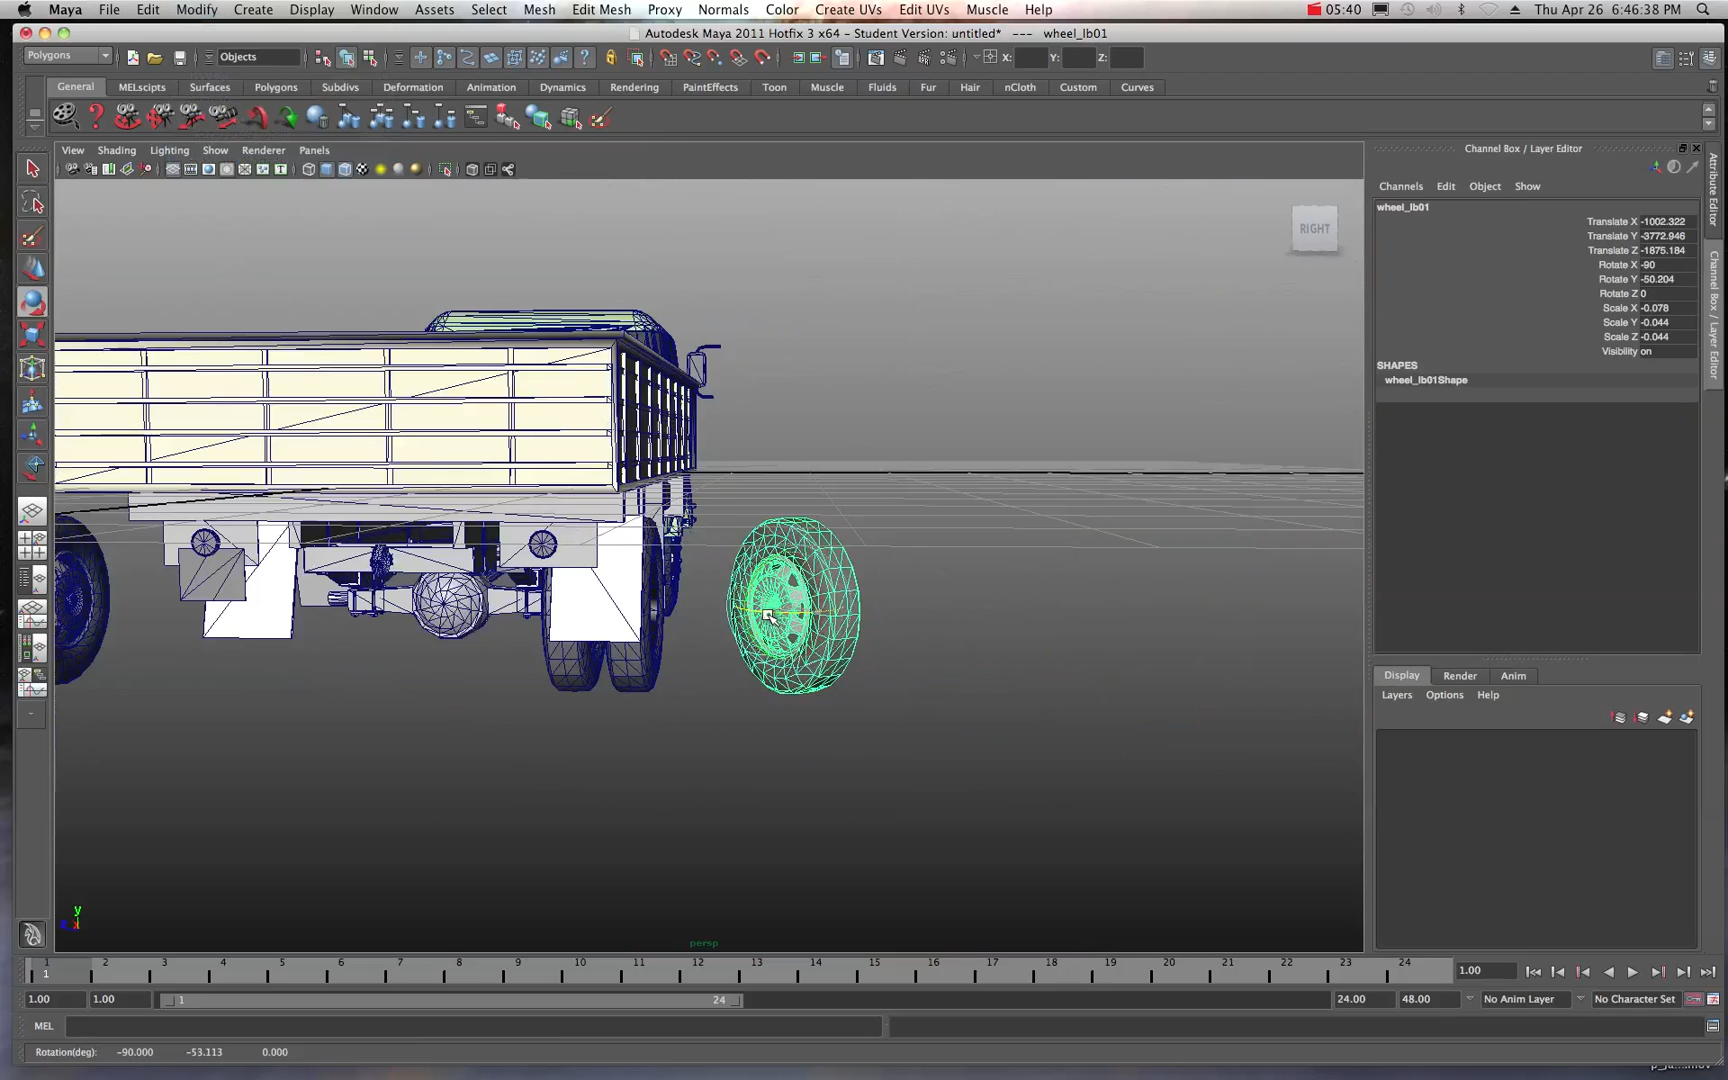 Maya File Edit Modify Create Display Window Assets Select Mesh Edit Mesh Proxy Normals Color Create UVs Edit UVs Muscle Help 05:40 Thu Apr 26 6:46:38 PM
Autodesk Maya 2011 Hotfix 3 x64 - Student Version: untitled* --- wheel_lb01
Polygons Objects X: Y: Z:
General MELscipts Surfaces Polygons Subdivs Deformation Animation Dynamics Rendering PaintEffects Toon Muscle Fluids Fur Hair nCloth Custom Curves
View Shading Lighting Show Renderer Panels
Channel Box / Layer Editor
Channels Edit Object Show
wheel_lb01
Translate X -1002.322
Translate Y -3772.946
Translate Z -1875.184
Rotate X -90
Rotate Y -50.204
Rotate Z 0
Scale X -0.078
Scale Y -0.044
Scale Z -0.044
Visibility on
SHAPES
wheel_lb01Shape
Attribute Editor
Channel Box / Layer Editor
RIGHT
Display Render Anim
Layers Options Help
y
x
persp
1 2 3 4 5 6 7 8 9 10 11 12 13 14 15 16 17 18 19 20 21 22 23 24
1
1.00
1.00 1.00 1 24 24.00 48.00 No Anim Layer No Character Set
MEL
Rotation(deg): -90.000 -53.113 0.000